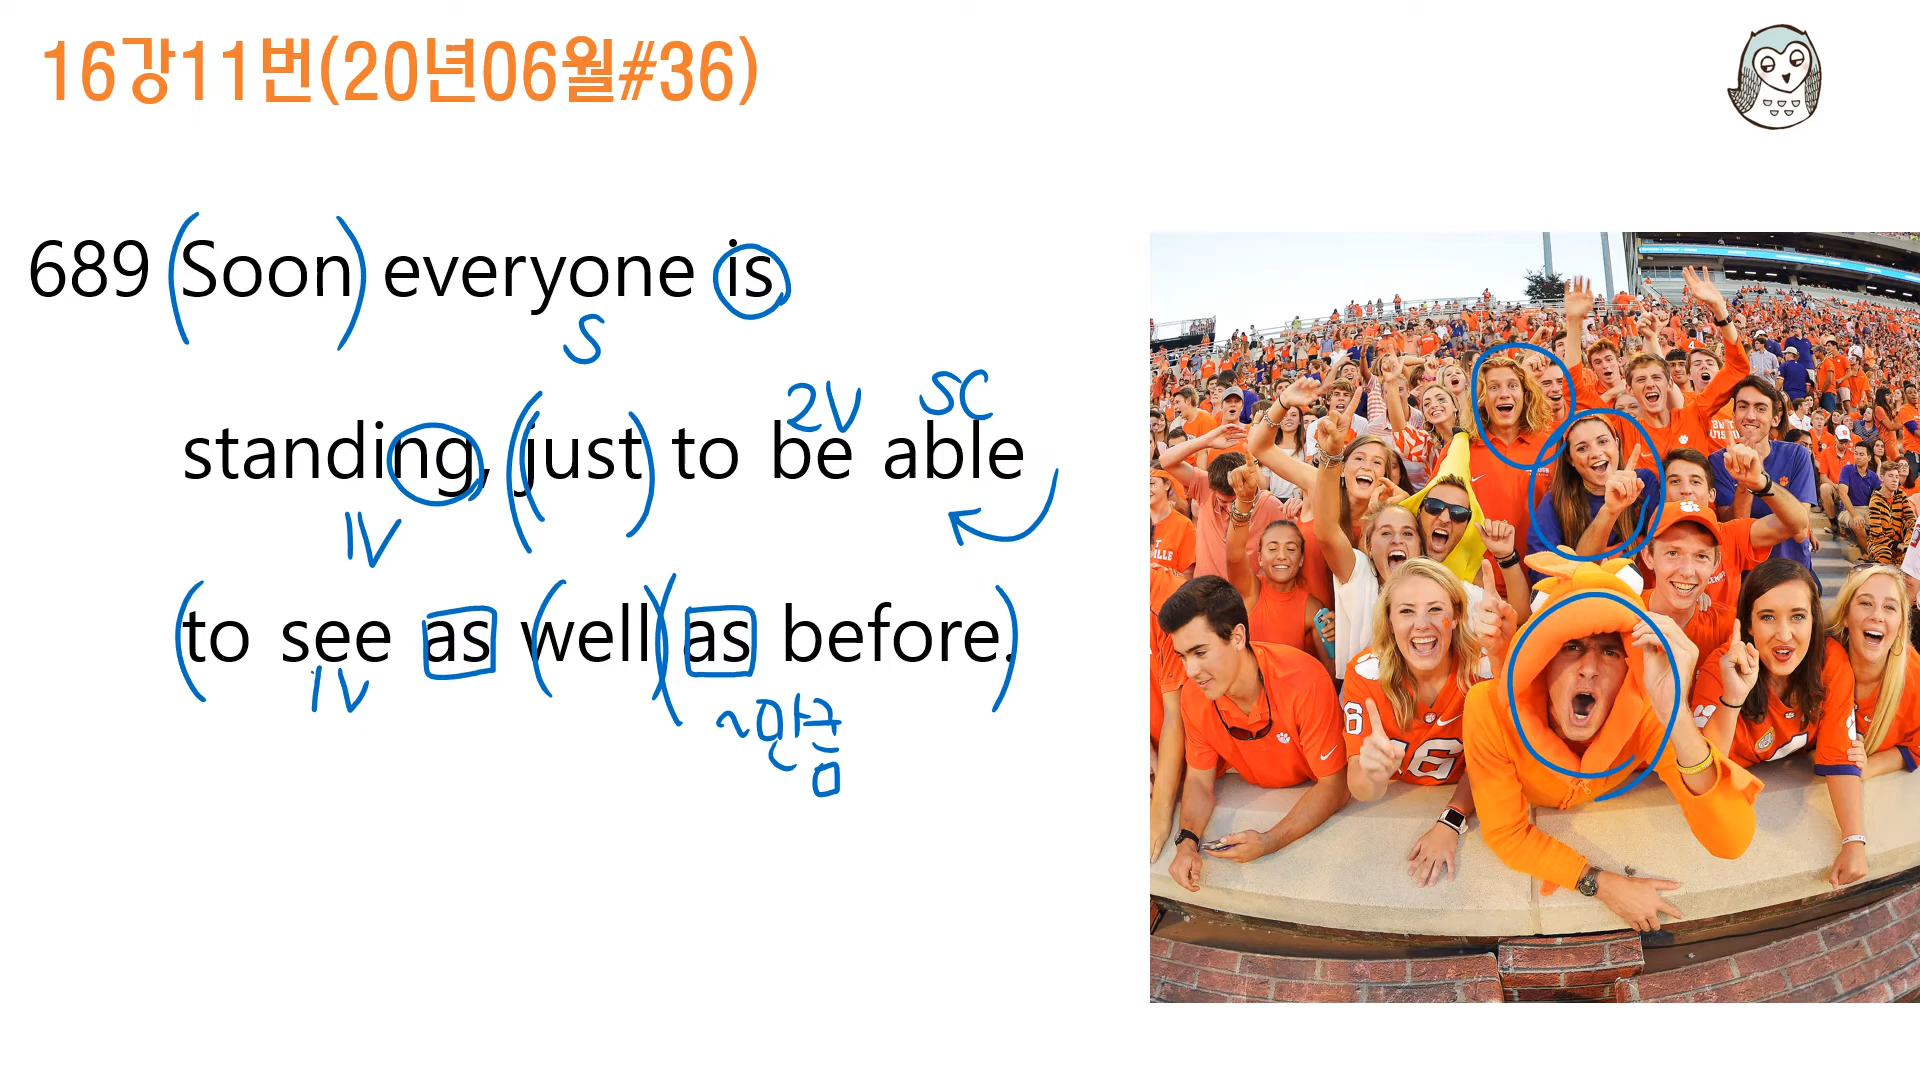 16강11번(20년06월#36)
689 Soon everyone is
S
2V SC
standing, just to be able
1V
to see as well as before.
1V ~만큼
16